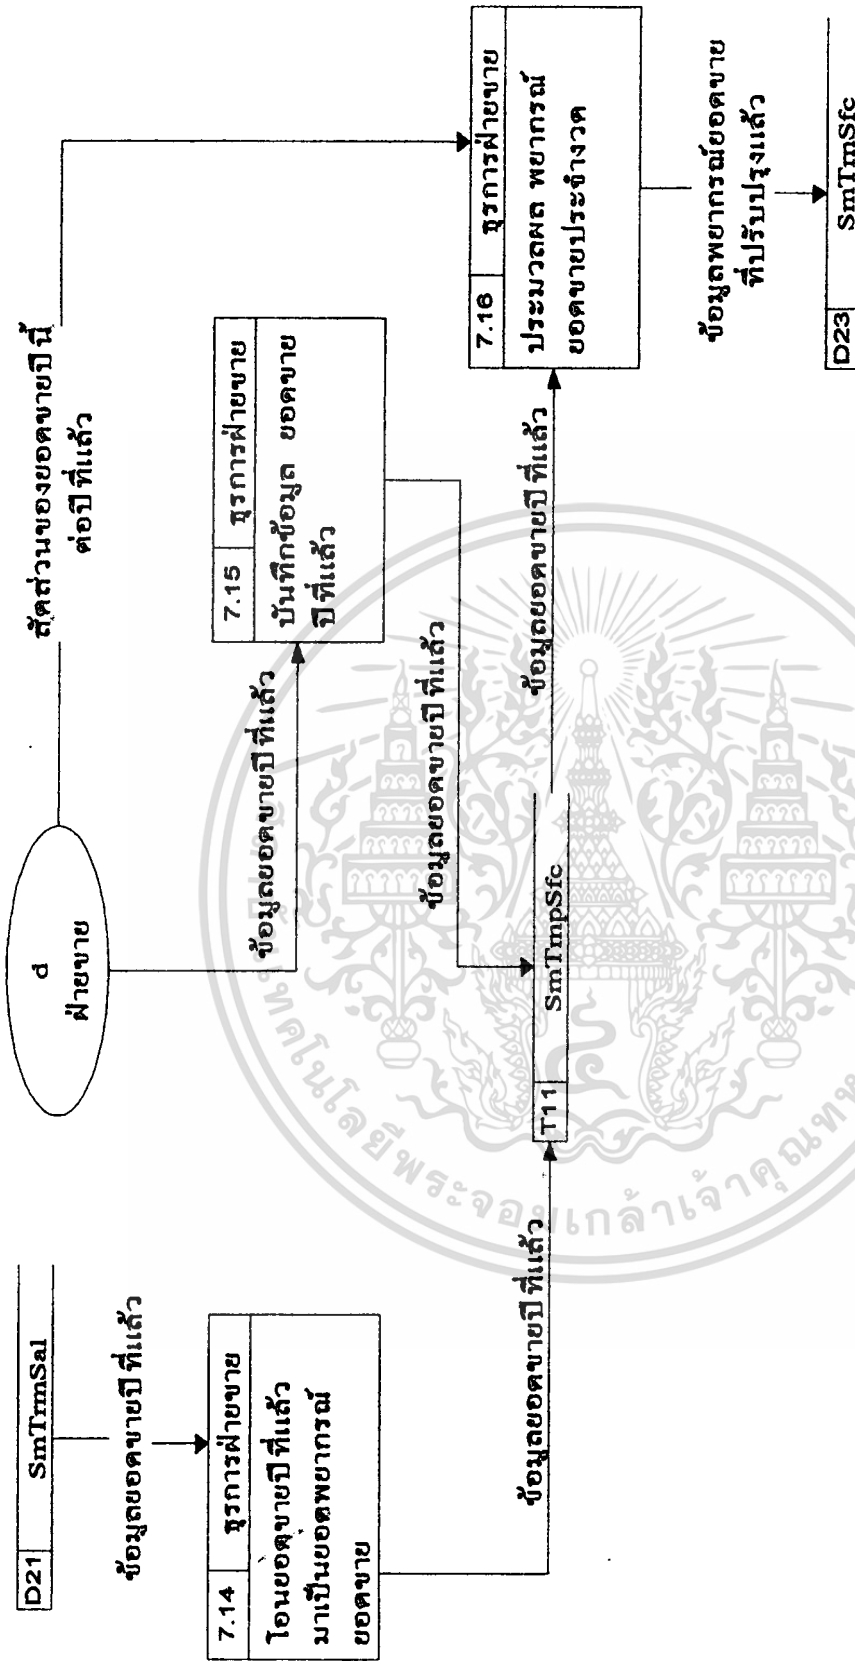 D21 SmTrmSal
ข้อมูลยอดขายปีที่แล้ว
7.14 ธุรการฝ่ายขาย
โอนยอดขายปีที่แล้ว
มาเป็นยอดพยากรณ์
ยอดขาย
ข้อมูลยอดขายปีที่แล้ว
d
ฝ่ายขาย
ข้อมูลยอดขายปีที่แล้ว
7.15 ธุรการฝ่ายขาย
บันทึกข้อมูล ยอดขาย
ปีที่แล้ว
ข้อมูลยอดขายปีที่แล้ว
T11 SmTmpSfc
ข้อมูลยอดขายปีที่แล้ว
สัดส่วนของยอดขายปีนี้
ต่อปีที่แล้ว
7.16 ธุรการฝ่ายขาย
ประมวลผล พยากรณ์
ยอดขายประจำงวด
ข้อมูลพยากรณ์ยอดขาย
ที่ปรับปรุงแล้ว
D23 SmTrnSfc